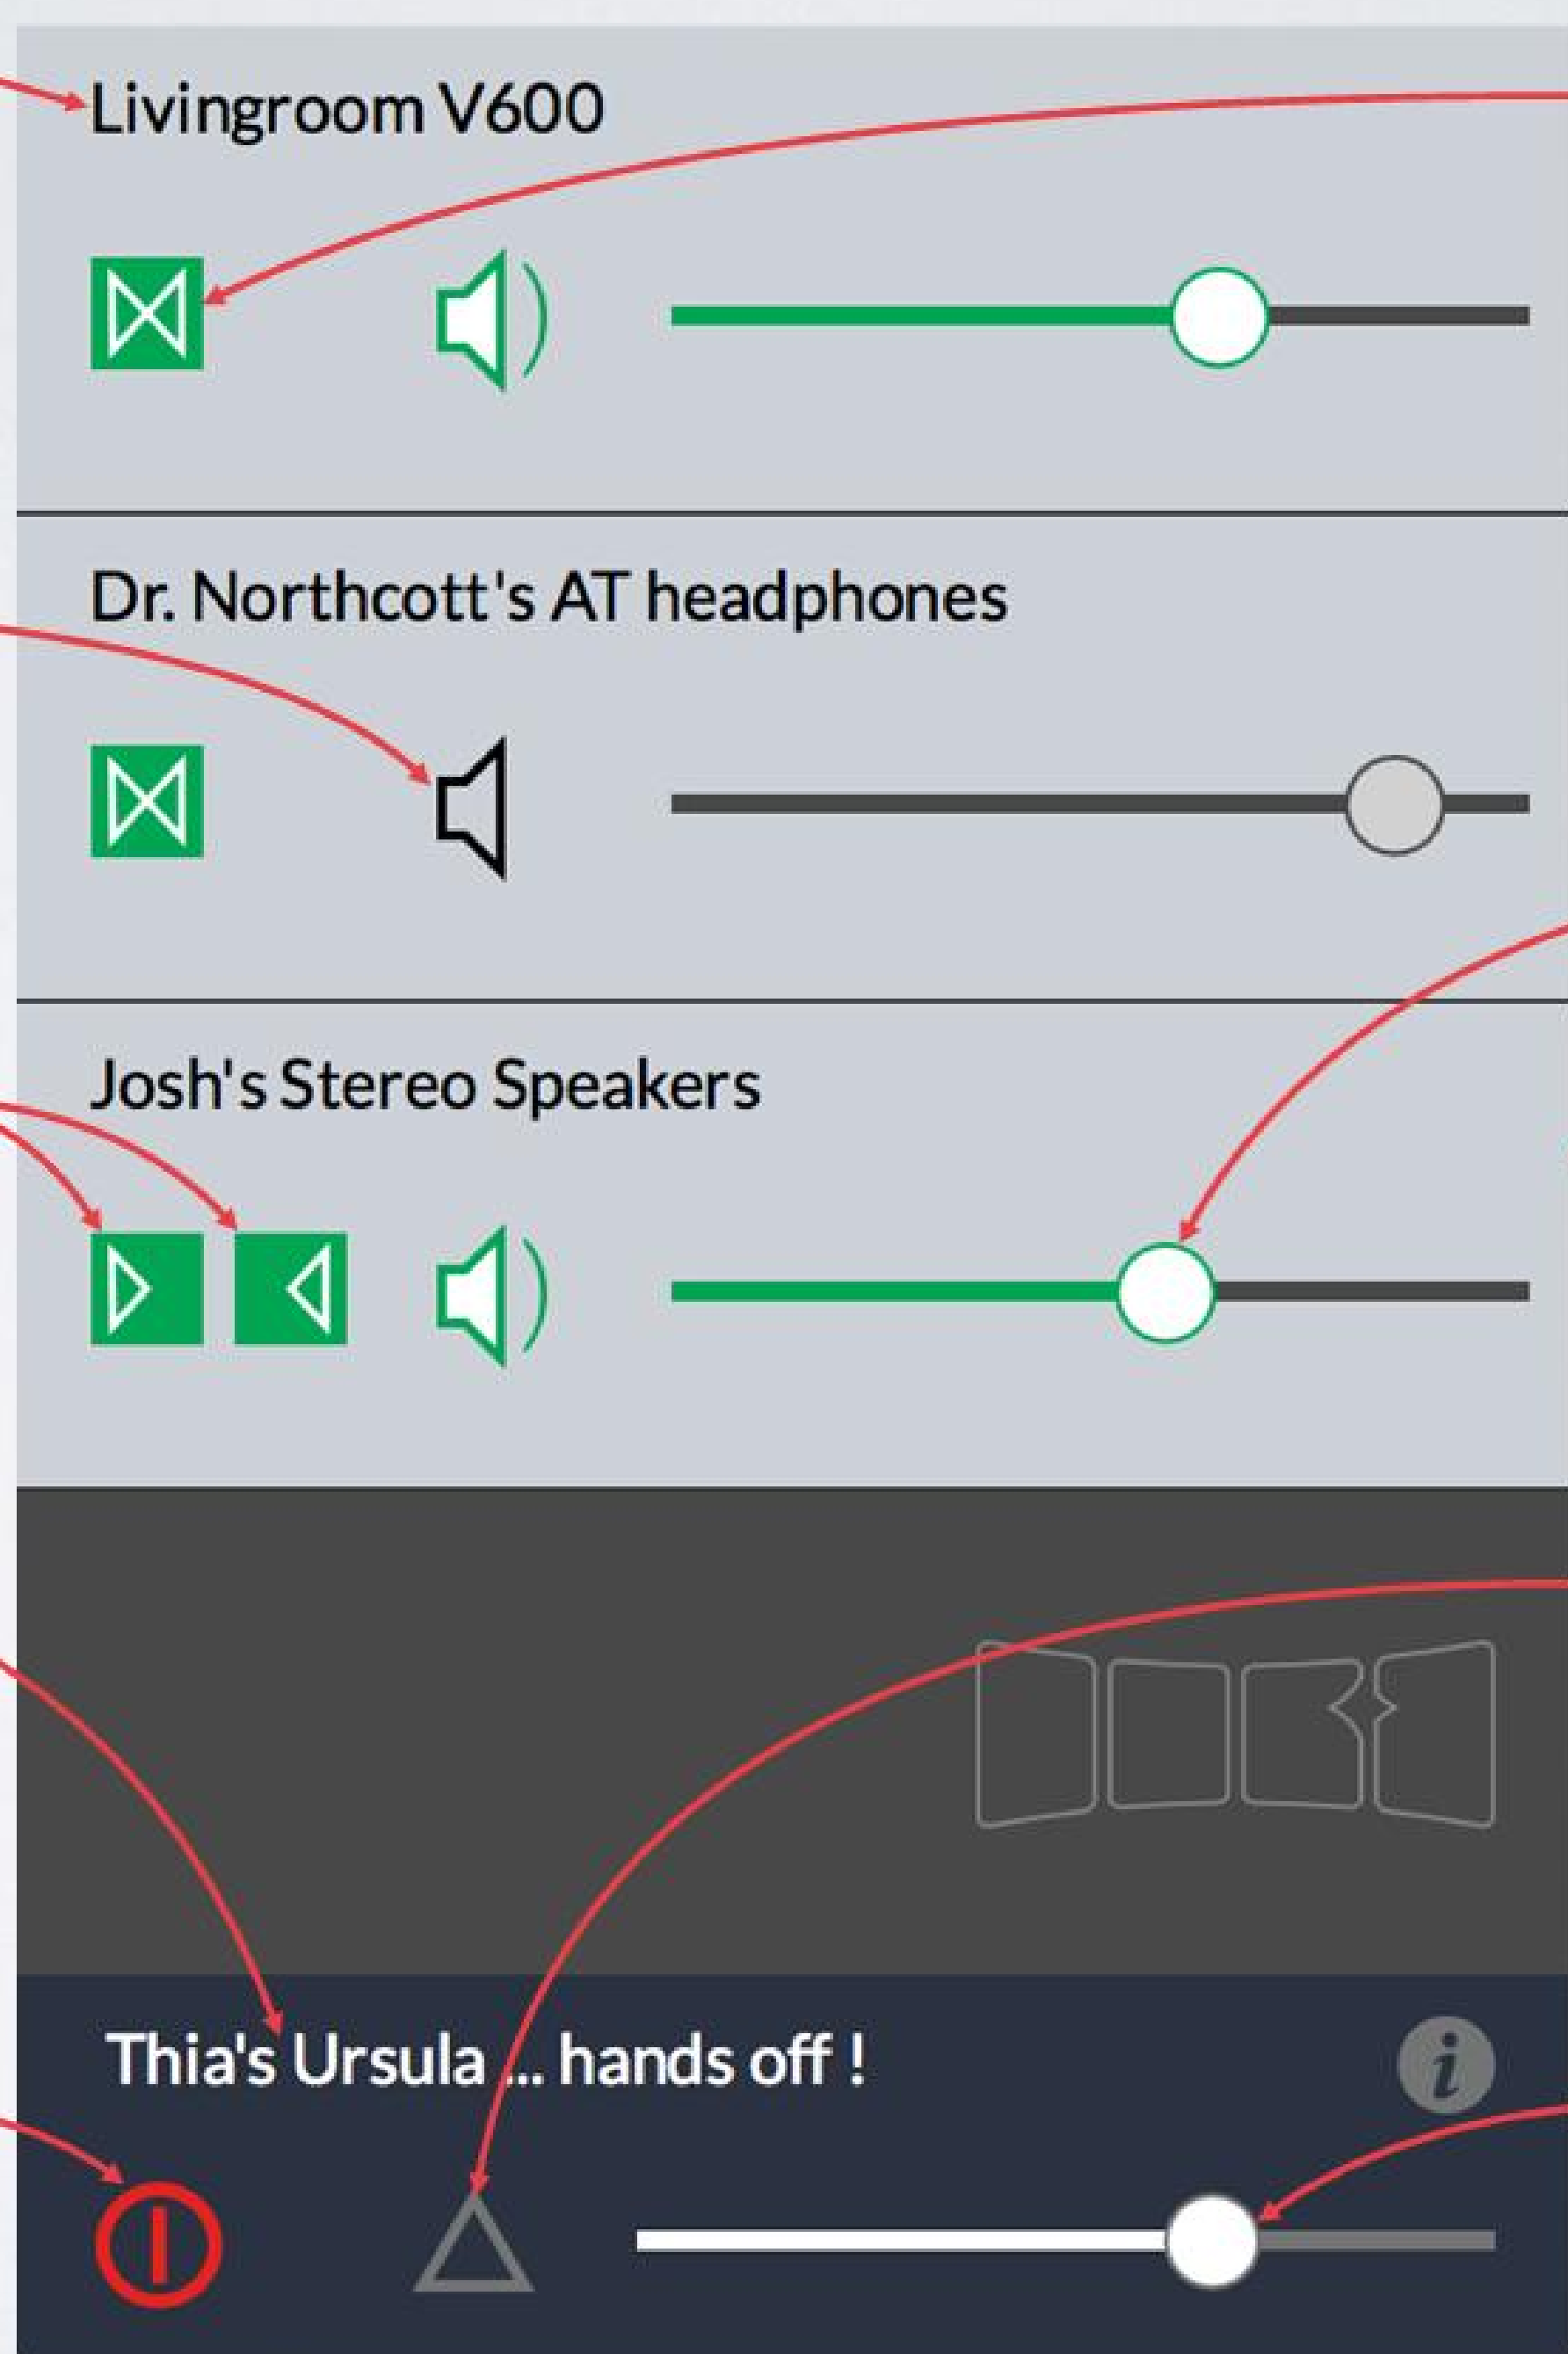 Livingroom V600
Dr. Northcott's AT headphones
Josh's Stereo Speakers
Thia's Ursula ... hands off !
i